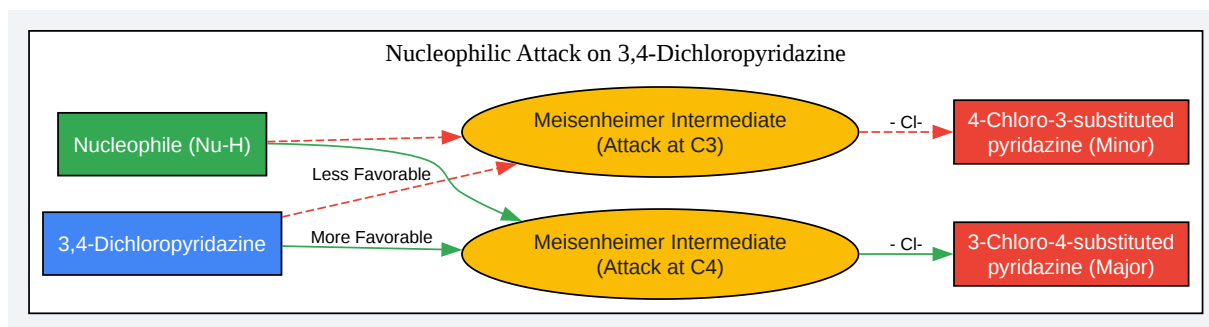 Nucleophilic Attack on 3,4-Dichloropyridazine
Nucleophile (Nu-H)
3,4-Dichloropyridazine
Less Favorable
More Favorable
Meisenheimer Intermediate
(Attack at C3)
Meisenheimer Intermediate
(Attack at C4)
- Cl-
- Cl-
4-Chloro-3-substituted
pyridazine (Minor)
3-Chloro-4-substituted
pyridazine (Major)